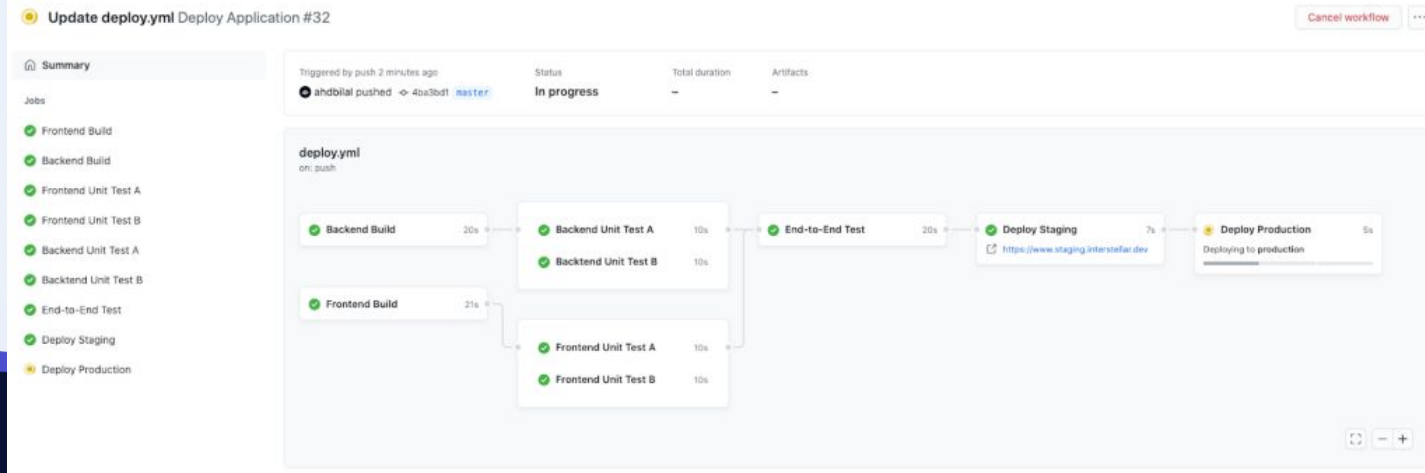 Update deploy.yml Deploy Application #32
Cancel workflow
Summary
Jobs
Frontend Build
Backend Build
Frontend Unit Test A
Frontend Unit Test B
Backend Unit Test A
Backtend Unit Test B
End-to-End Test
Deploy Staging
Deploy Production
Triggered by push 2 minutes ago
ahdbilal pushed 4ba3bd1 master
Status
In progress
Total duration
–
Artifacts
–
deploy.yml
on: push
Backend Build 20s
Frontend Build 21s
Backend Unit Test A 10s
Backtend Unit Test B 10s
Frontend Unit Test A 10s
Frontend Unit Test B 10s
End-to-End Test 20s
Deploy Staging 7s
https://www.staging.interstellar.dev
Deploy Production 5s
Deploying to production